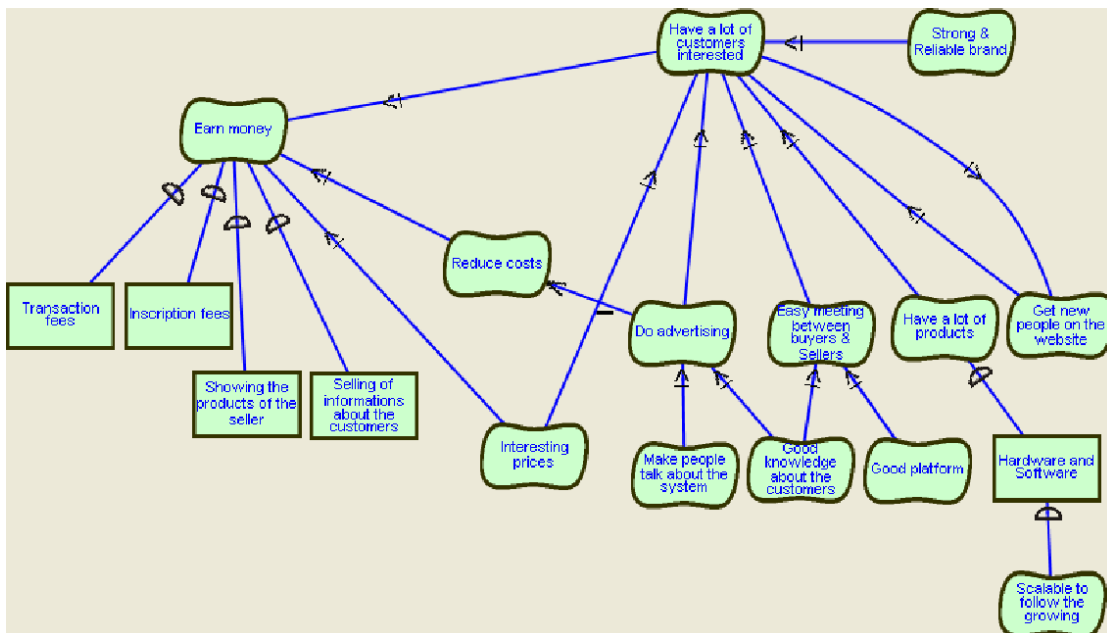 Have a lot of
customers
interested
Strong &
Reliable brand
Earn money
Reduce costs
Transaction
fees
Inscription fees
Do advertising
Easy meeting
between
buyers &
Sellers
Have a lot of
products
Get new
people on the
website
Showing the
products of the
seller
Selling of
informations
about the
customers
Interesting
prices
Make people
talk about the
system
Good
knowledge
about the
customers
Good platform
Hardware and
Software
Scalable to
follow the
growing